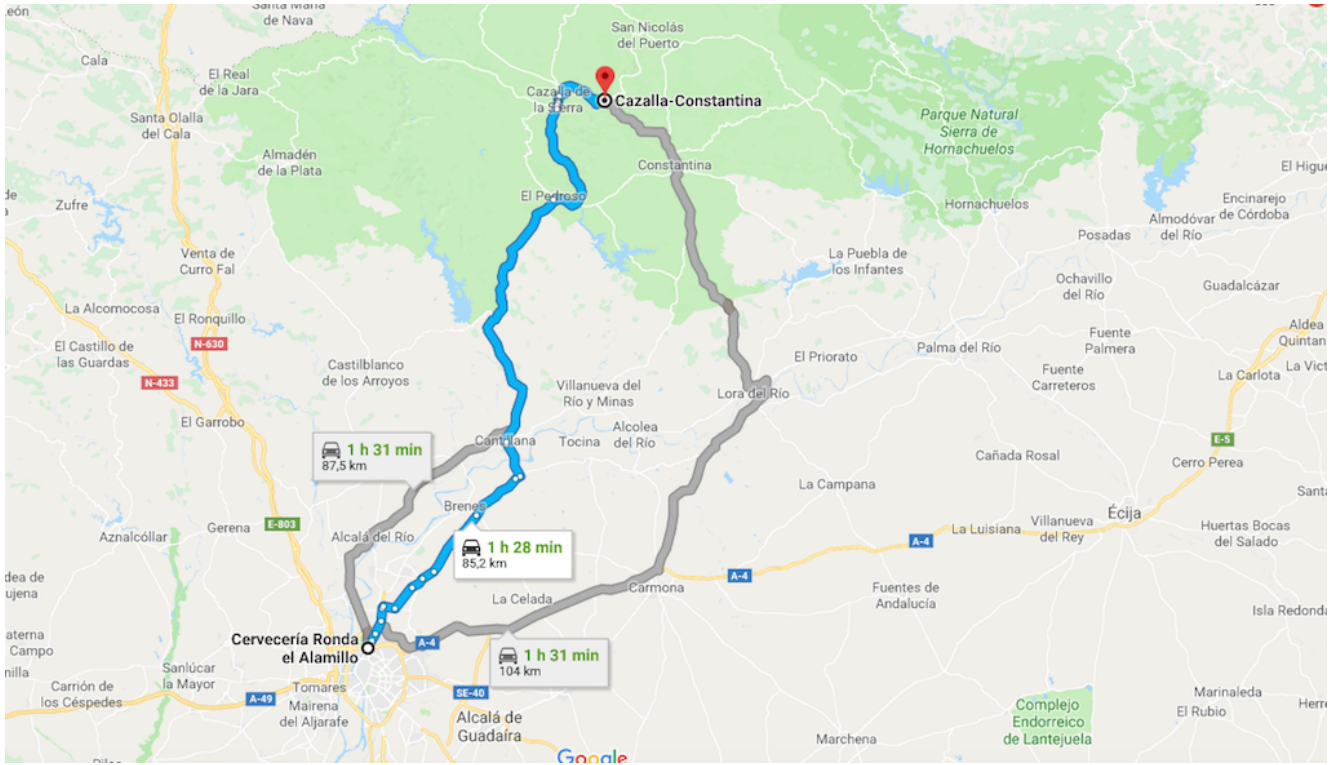 León
Santa María
de Nava
San Nicolás
del Puerto
Cala
El Real
de la Jara
Cazalla de
la Sierra
Cazalla-Constantina
Santa Olalla
del Cala
Parque Natural
Sierra de
Hornachuelos
Almadén
de la Plata
Constantina
El Higue
Zufre
El Pedroso
Hornachuelos
Encinarejo
de Córdoba
Almodóvar
del Río
Posadas
Venta de
Curro Fal
La Puebla de
los Infantes
Ochavillo
del Río
Guadalcázar
La Alcornocosa
El Ronquillo
N-630
El Castillo de
las Guardas
Fuente
Palmera
Aldea
Quintan
Castilblanco
de los Arroyos
El Priorato
Palma del Río
N-433
Villanueva del
Río y Minas
Lora del Río
Fuente
Carreteros
La Carlota
La Vict
El Garrobo
Alcolea
del Río
Cantillana
Tocina
E-5
1 h 31 min
87,5 km
Cañada Rosal
Cerro Perea
La Campana
Santa
Brenes
Gerena
E-803
Aznalcóllar
Alcalá del Río
Écija
La Luisiana
Villanueva
del Rey
Huertas Bocas
del Salado
1 h 28 min
85,2 km
A-4
A-4
dea de
ujena
La Celada
Carmona
Fuentes de
Andalucía
Isla Redonda
Cervecería Ronda
el Alamillo
A-4
aterna
Campo
1 h 31 min
104 km
nilla
Sanlúcar
la Mayor
Carrión de
los Céspedes
A-49
Tomares
Mairena
del Aljarafe
SE-40
Alcalá de
Guadaíra
Complejo
Endorreico
de Lantejuela
Marinaleda
El Rubio
Herre
Marchena
Google